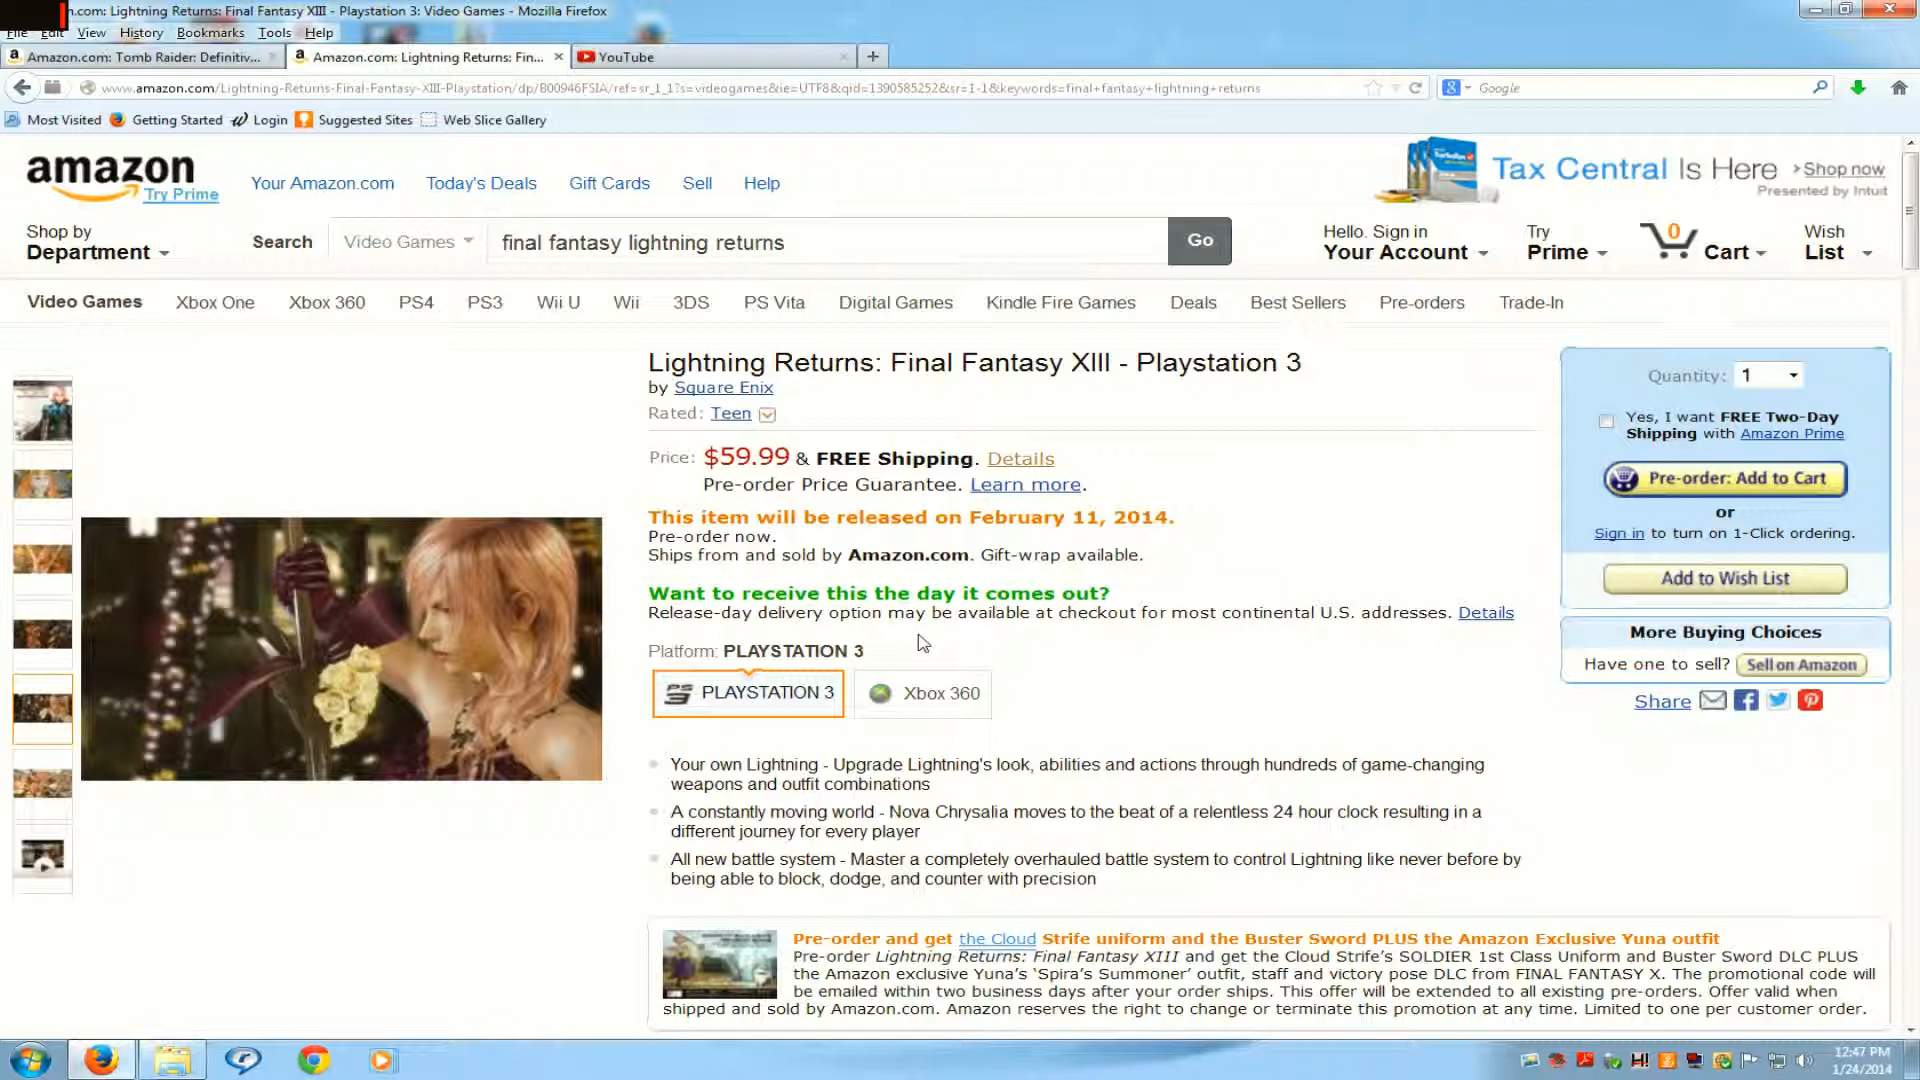 n.com: Lightning Returns: Final Fantasy XIII - Playstation 3: Video Games - Mozilla Firefox
File Edit View History Bookmarks Tools Help
Amazon.com: Tomb Raider: Definitiv... Amazon.com: Lightning Returns: Fin... YouTube
www.amazon.com/Lightning-Returns-Final-Fantasy-XIII-Playstation/dp/B00946FSIA/ref=sr_1_1?s=videogames&ie=UTF8&qid=1390585252&sr=1-1&keywords=final+fantasy+lightning+returns Google
Most Visited Getting Started Login Suggested Sites Web Slice Gallery
amazon
Try Prime
Your Amazon.com Today's Deals Gift Cards Sell Help
Tax Central Is Here Shop now
Presented by Intuit
Shop by
Department
Search Video Games final fantasy lightning returns Go
Hello. Sign in
Your Account
Try
Prime
0
Cart
Wish
List
Video Games Xbox One Xbox 360 PS4 PS3 Wii U Wii 3DS PS Vita Digital Games Kindle Fire Games Deals Best Sellers Pre-orders Trade-In
Lightning Returns: Final Fantasy XIII - Playstation 3
by Square Enix
Rated: Teen
Price: $59.99 & FREE Shipping. Details
Pre-order Price Guarantee. Learn more.
This item will be released on February 11, 2014.
Pre-order now.
Ships from and sold by Amazon.com. Gift-wrap available.
Want to receive this the day it comes out?
Release-day delivery option may be available at checkout for most continental U.S. addresses. Details
Platform: PLAYSTATION 3
PLAYSTATION 3 Xbox 360
Your own Lightning - Upgrade Lightning's look, abilities and actions through hundreds of game-changing
weapons and outfit combinations
A constantly moving world - Nova Chrysalia moves to the beat of a relentless 24 hour clock resulting in a
different journey for every player
All new battle system - Master a completely overhauled battle system to control Lightning like never before by
being able to block, dodge, and counter with precision
Pre-order and get the Cloud Strife uniform and the Buster Sword PLUS the Amazon Exclusive Yuna outfit
Pre-order Lightning Returns: Final Fantasy XIII and get the Cloud Strife's SOLDIER 1st Class Uniform and Buster Sword DLC PLUS
the Amazon exclusive Yuna's 'Spira's Summoner' outfit, staff and victory pose DLC from FINAL FANTASY X. The promotional code will
be emailed within two business days after your order ships. This offer will be extended to all existing pre-orders. Offer valid when
shipped and sold by Amazon.com. Amazon reserves the right to change or terminate this promotion at any time. Limited to one per customer order.
Quantity: 1
Yes, I want FREE Two-Day
Shipping with Amazon Prime
Pre-order: Add to Cart
or
Sign in to turn on 1-Click ordering.
Add to Wish List
More Buying Choices
Have one to sell? Sell on Amazon
Share
12:47 PM
1/24/2014